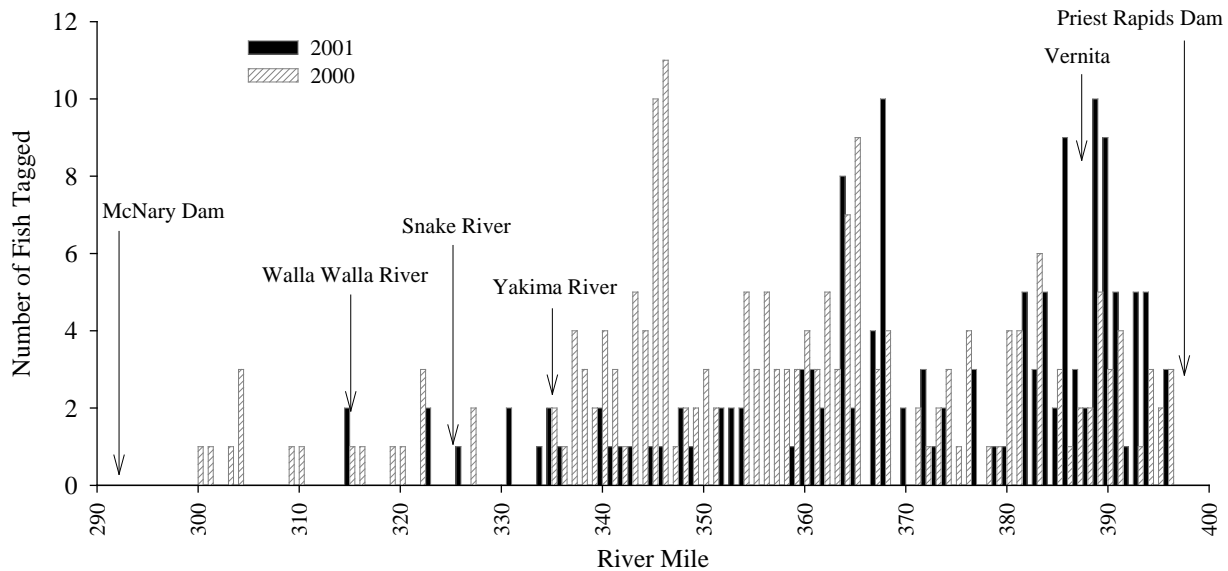 12
10
8
6
4
2
0
Number of Fish Tagged
2001
2000
Priest Rapids Dam
Vernita
McNary Dam
Snake River
Walla Walla River
Yakima River
290
300
310
320
330
340
350
360
370
380
390
400
River Mile